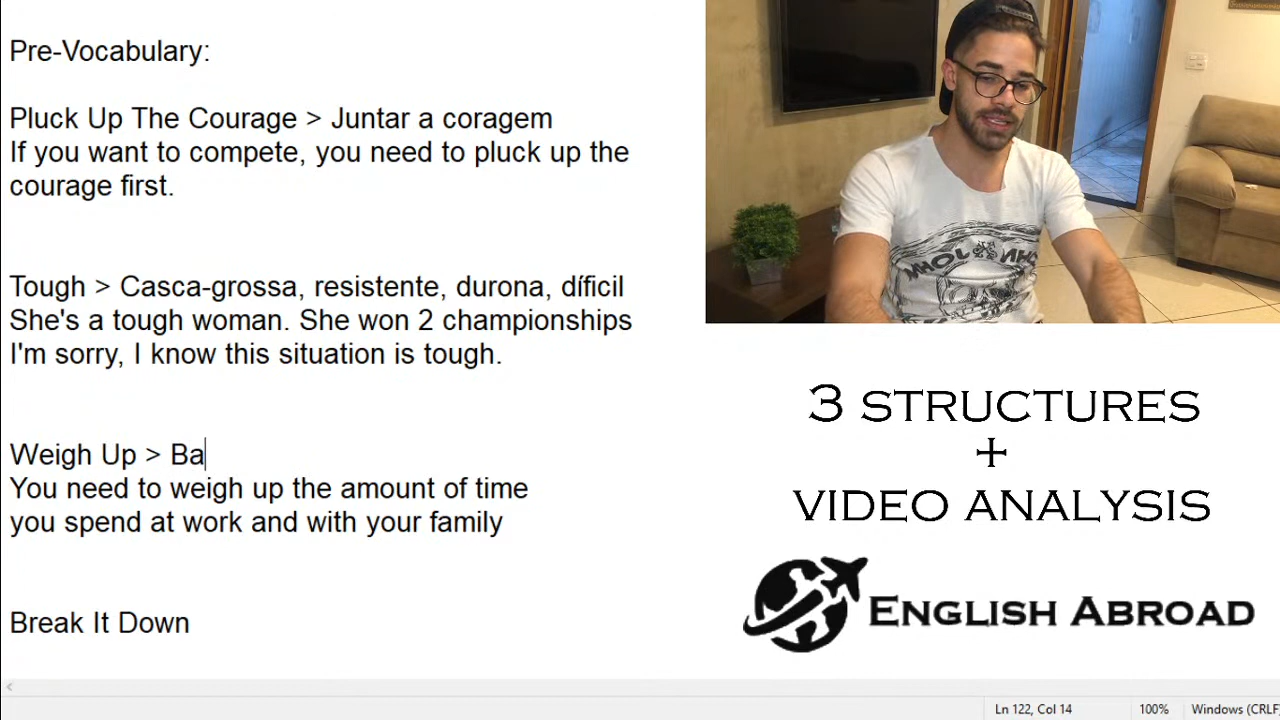 Pre-Vocabulary:
Pluck Up The Courage > Juntar a coragem
If you want to compete, you need to pluck up the
courage first.
Tough > Casca-grossa, resistente, durona, díficil
She's a tough woman. She won 2 championships
I'm sorry, I know this situation is tough.
Weigh Up > Ba
You need to weigh up the amount of time
you spend at work and with your family
Break It Down
3 STRUCTURES
+
VIDEO ANALYSIS
ENGLISH ABROAD
Ln 122, Col 14
100%
Windows (CRLF